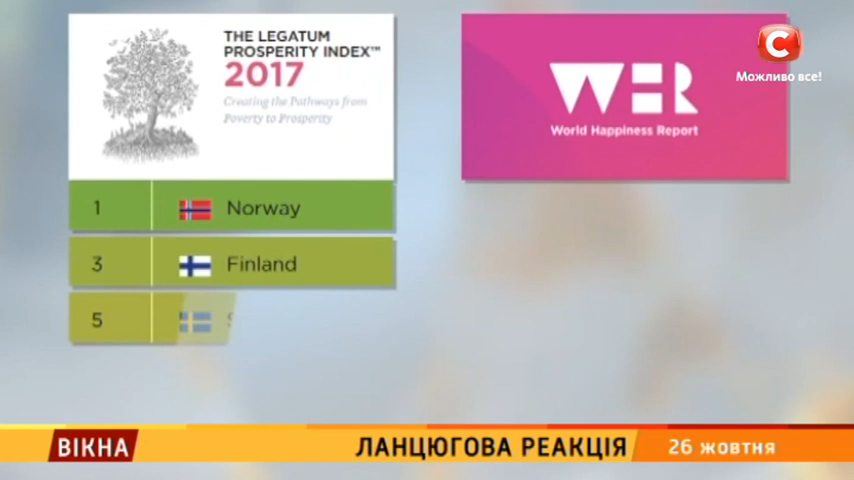 THE LEGATUM
PROSPERITY INDEX™
2017
Creating the Pathways from
Poverty to Prosperity
WHR
World Happiness Report
С
Можливо все!
1 Norway
3 Finland
5 S
ВІКНА
ЛАНЦЮГОВА РЕАКЦІЯ
26 жовтня